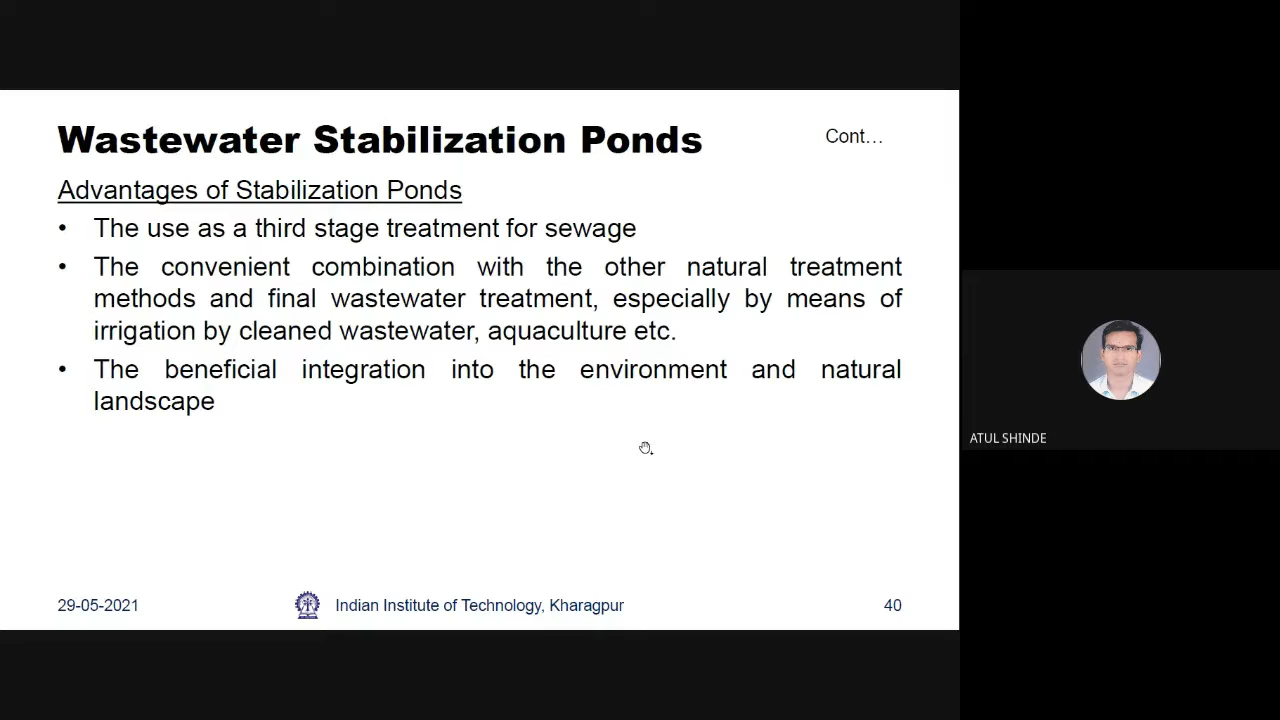 Wastewater Stabilization Ponds
Cont...
Advantages of Stabilization Ponds
• The use as a third stage treatment for sewage
• The convenient combination with the other natural treatment
methods and final wastewater treatment, especially by means of
irrigation by cleaned wastewater, aquaculture etc.
• The beneficial integration into the environment and natural
landscape
ATUL SHINDE
29-05-2021
Indian Institute of Technology, Kharagpur
40